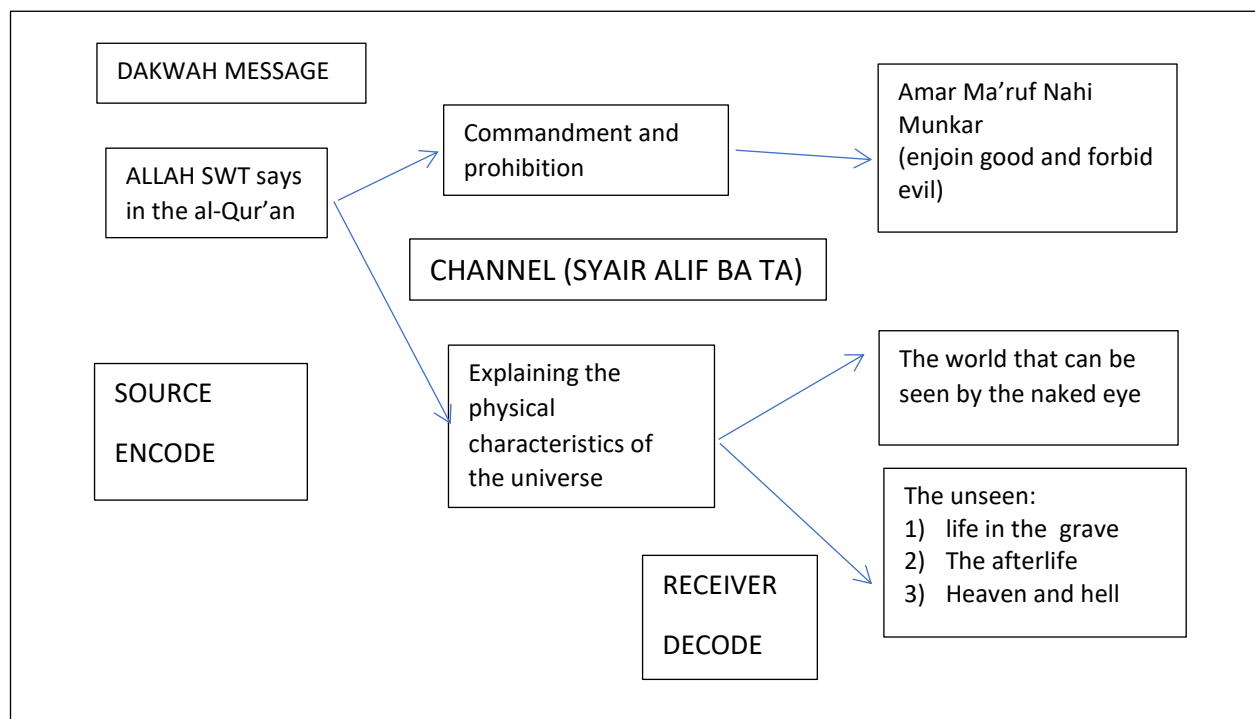 DAKWAH MESSAGE
ALLAH SWT says
in the al-Qur’an
Commandment and
prohibition
Amar Ma’ruf Nahi
Munkar
(enjoin good and forbid
evil)
CHANNEL (SYAIR ALIF BA TA)
SOURCE
ENCODE
Explaining the
physical
characteristics of
the universe
The world that can be
seen by the naked eye
The unseen:
1) life in the grave
2) The afterlife
3) Heaven and hell
RECEIVER
DECODE